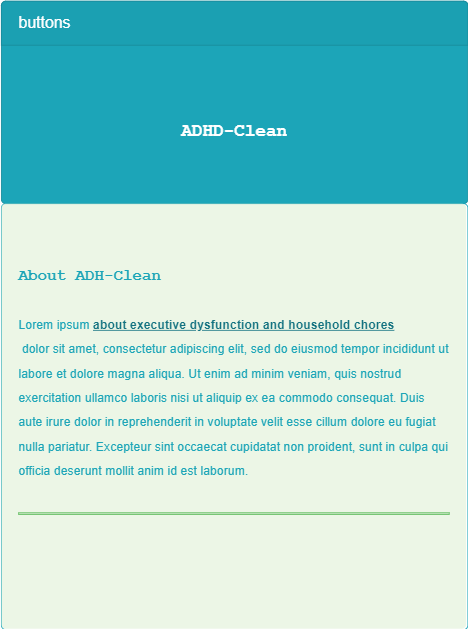 buttons
ADHD-Clean
About ADH-Clean
Lorem ipsum about executive dysfunction and household chores
dolor sit amet, consectetur adipiscing elit, sed do eiusmod tempor incididunt ut
labore et dolore magna aliqua. Ut enim ad minim veniam, quis nostrud
exercitation ullamco laboris nisi ut aliquip ex ea commodo consequat. Duis
aute irure dolor in reprehenderit in voluptate velit esse cillum dolore eu fugiat
nulla pariatur. Excepteur sint occaecat cupidatat non proident, sunt in culpa qui
officia deserunt mollit anim id est laborum.